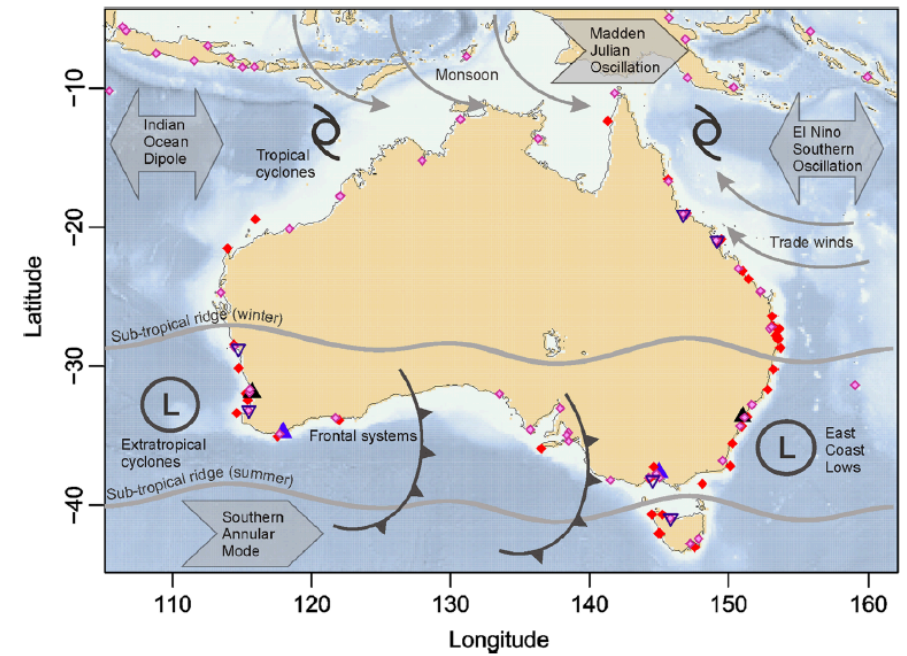 Madden
Julian
Oscillation
Monsoon
-10
Indian
Ocean
Dipole
El Nino
Southern
Oscillation
Tropical
cyclones
-20
Trade winds
Latitude
Sub-tropical ridge (winter)
-30
L
Extratropical
cyclones
Frontal systems
L
East
Coast
Lows
Sub-tropical ridge (summer)
-40
Southern
Annular
Mode
110
120
130
140
150
160
Longitude